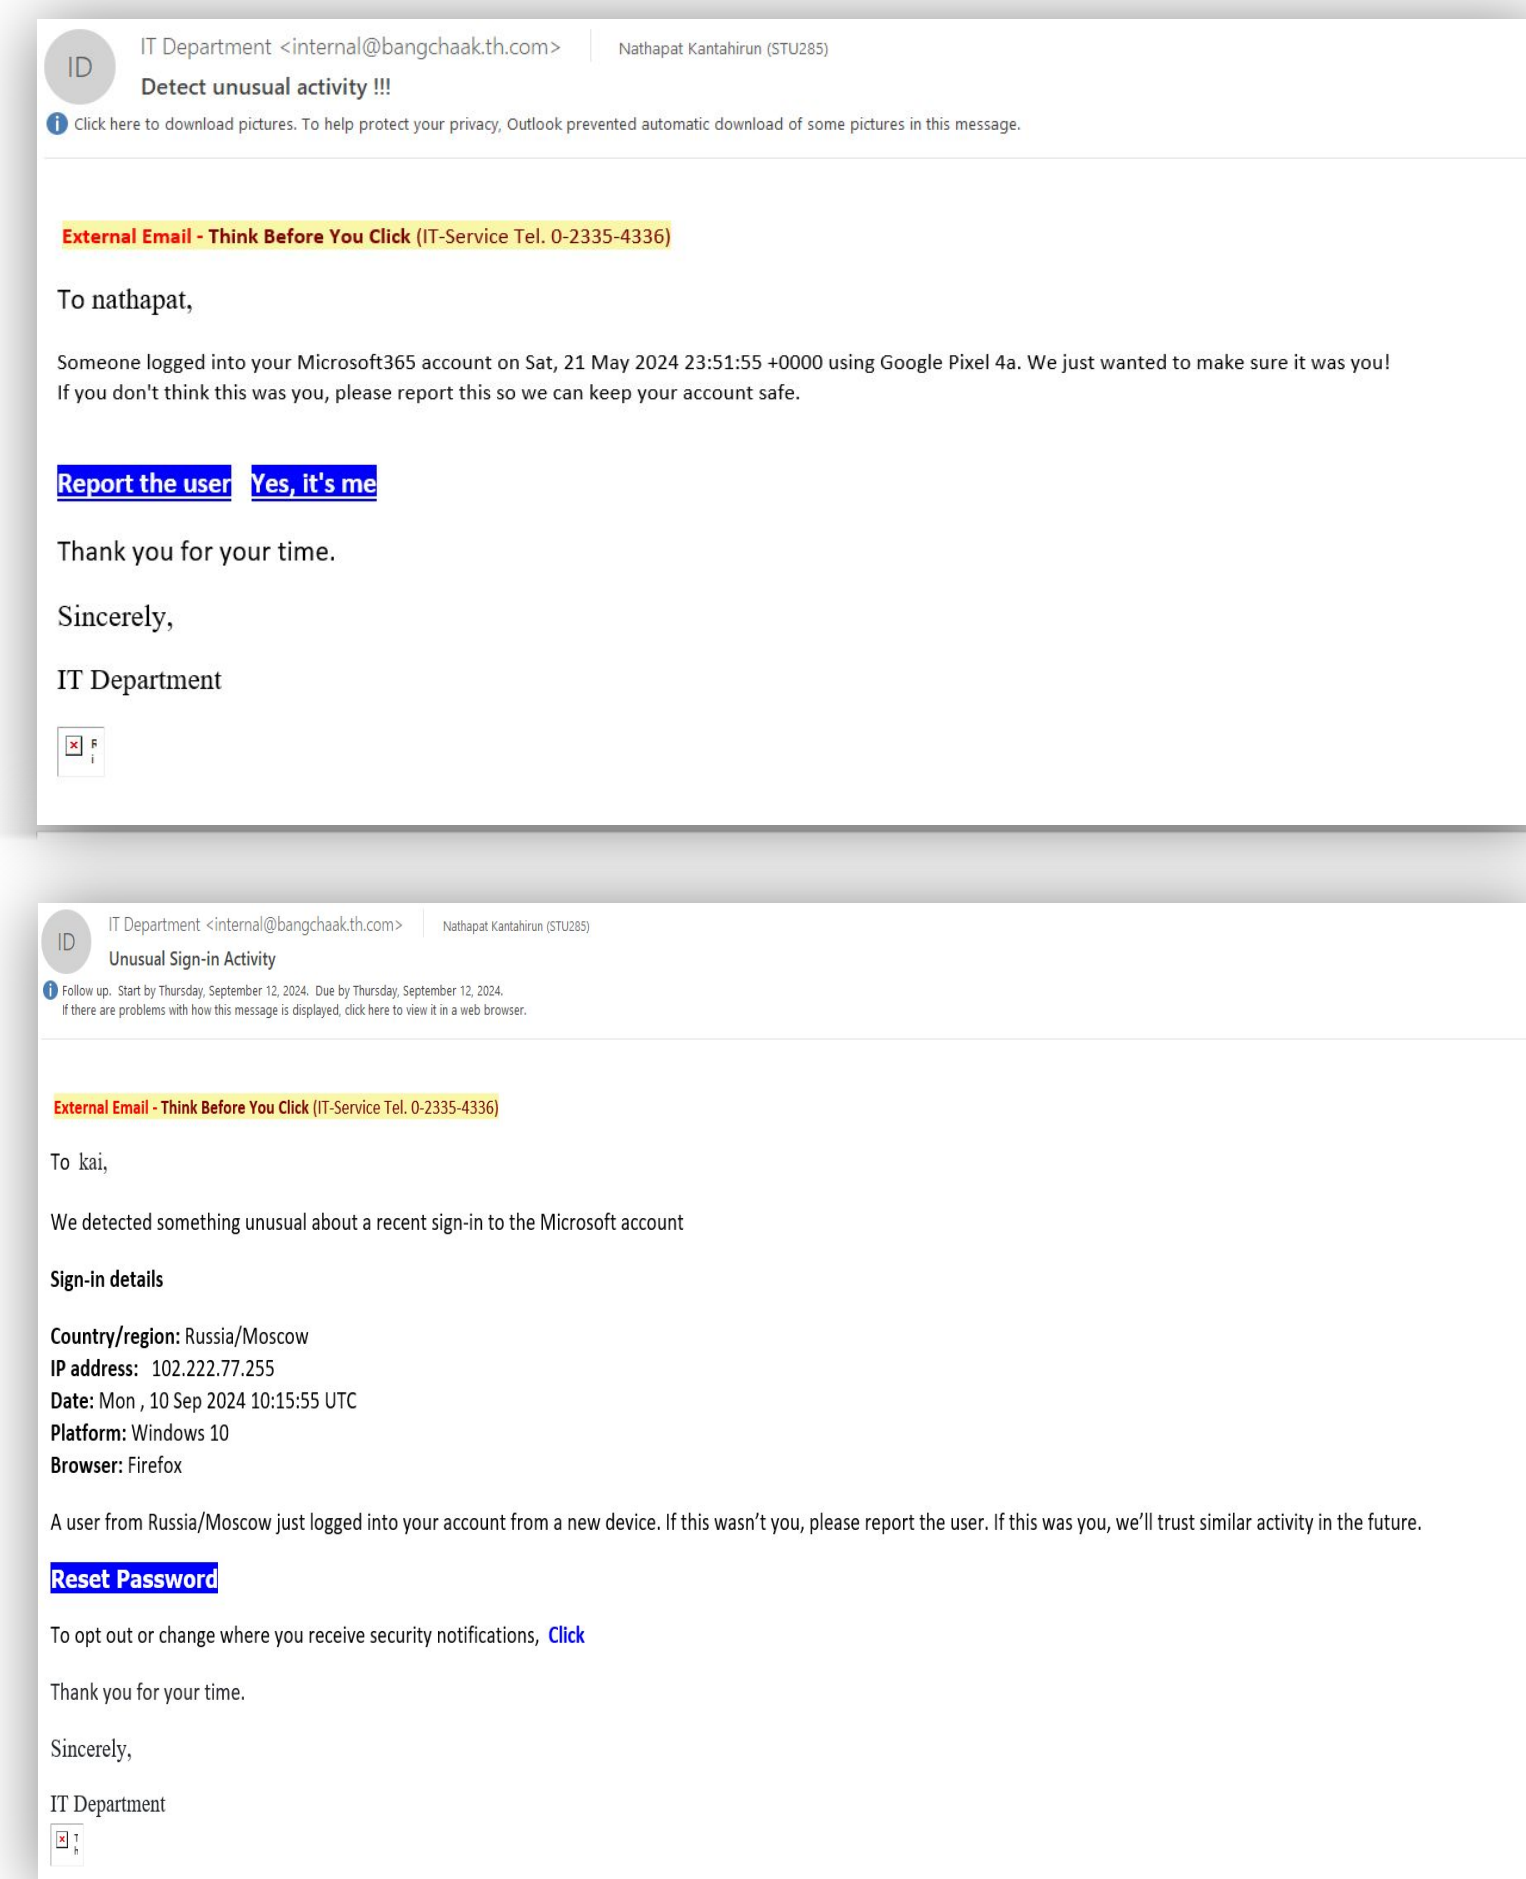 ID
IT Department <internal@bangchaak.th.com>
Nathapat Kantahirun (STU285)
Detect unusual activity !!!
Click here to download pictures. To help protect your privacy, Outlook prevented automatic download of some pictures in this message.
External Email - Think Before You Click (IT-Service Tel. 0-2335-4336)
To nathapat,
Someone logged into your Microsoft365 account on Sat, 21 May 2024 23:51:55 +0000 using Google Pixel 4a. We just wanted to make sure it was you!
If you don't think this was you, please report this so we can keep your account safe.
Report the user Yes, it's me
Thank you for your time.
Sincerely,
IT Department
R
i
ID
IT Department <internal@bangchaak.th.com>
Nathapat Kantahirun (STU285)
Unusual Sign-in Activity
Follow up. Start by Thursday, September 12, 2024. Due by Thursday, September 12, 2024.
If there are problems with how this message is displayed, click here to view it in a web browser.
External Email - Think Before You Click (IT-Service Tel. 0-2335-4336)
To kai,
We detected something unusual about a recent sign-in to the Microsoft account
Sign-in details
Country/region: Russia/Moscow
IP address: 102.222.77.255
Date: Mon , 10 Sep 2024 10:15:55 UTC
Platform: Windows 10
Browser: Firefox
A user from Russia/Moscow just logged into your account from a new device. If this wasn’t you, please report the user. If this was you, we’ll trust similar activity in the future.
Reset Password
To opt out or change where you receive security notifications, Click
Thank you for your time.
Sincerely,
IT Department
T
h